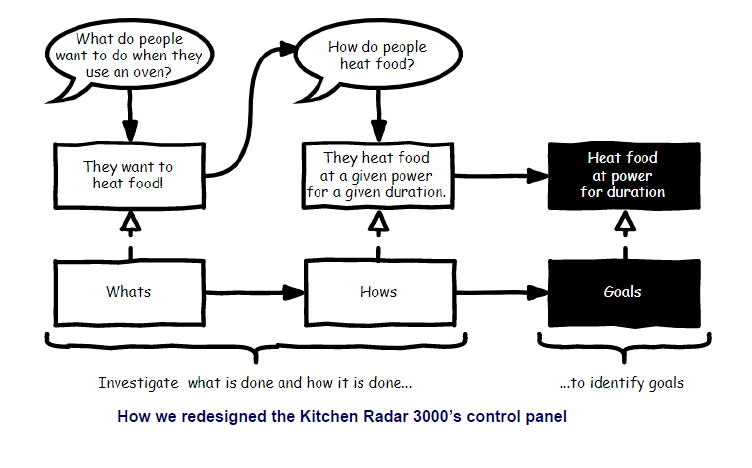 What do people
want to do when they
use an oven?
How do people
heat food?
They want to
heat food!
They heat food
at a given power
for a given duration.
Heat food
at power
for duration
Whats
Hows
Goals
Investigate what is done and how it is done...
...to identify goals
How we redesigned the Kitchen Radar 3000's control panel